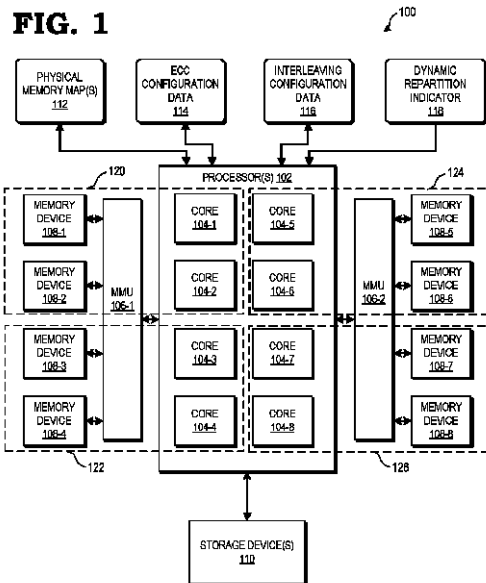 FIG. 1
100
PHYSICAL
MEMORY MAP(S)
112
ECC
CONFIGURATION
DATA
114
INTERLEAVING
CONFIGURATION
DATA
116
DYNAMIC
REPARTITION
INDICATOR
118
120
PROCESSOR(S) 102
124
MEMORY
DEVICE
108-1
MEMORY
DEVICE
108-2
MEMORY
DEVICE
108-3
MEMORY
DEVICE
108-4
MMU
106-1
CORE
104-1
CORE
104-2
CORE
104-3
CORE
104-4
CORE
104-5
CORE
104-6
CORE
104-7
CORE
104-8
MMU
106-2
MEMORY
DEVICE
108-5
MEMORY
DEVICE
108-6
MEMORY
DEVICE
108-7
MEMORY
DEVICE
108-8
122
126
STORAGE DEVICE(S)
110